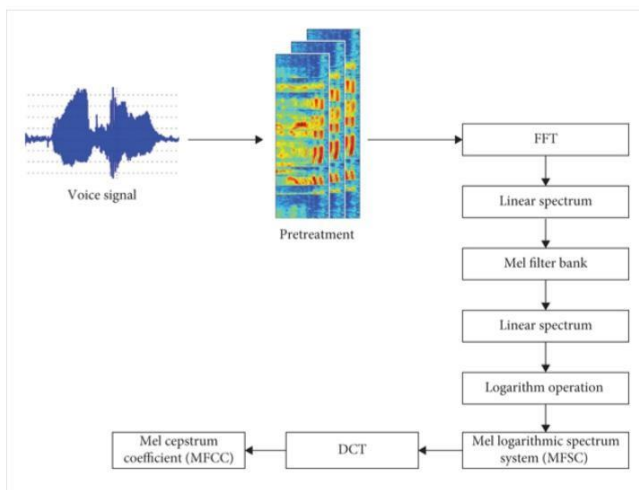 Voice signal
Pretreatment
FFT
Linear spectrum
Mel filter bank
Linear spectrum
Logarithm operation
Mel logarithmic spectrum
system (MFSC)
DCT
Mel cepstrum
coefficient (MFCC)